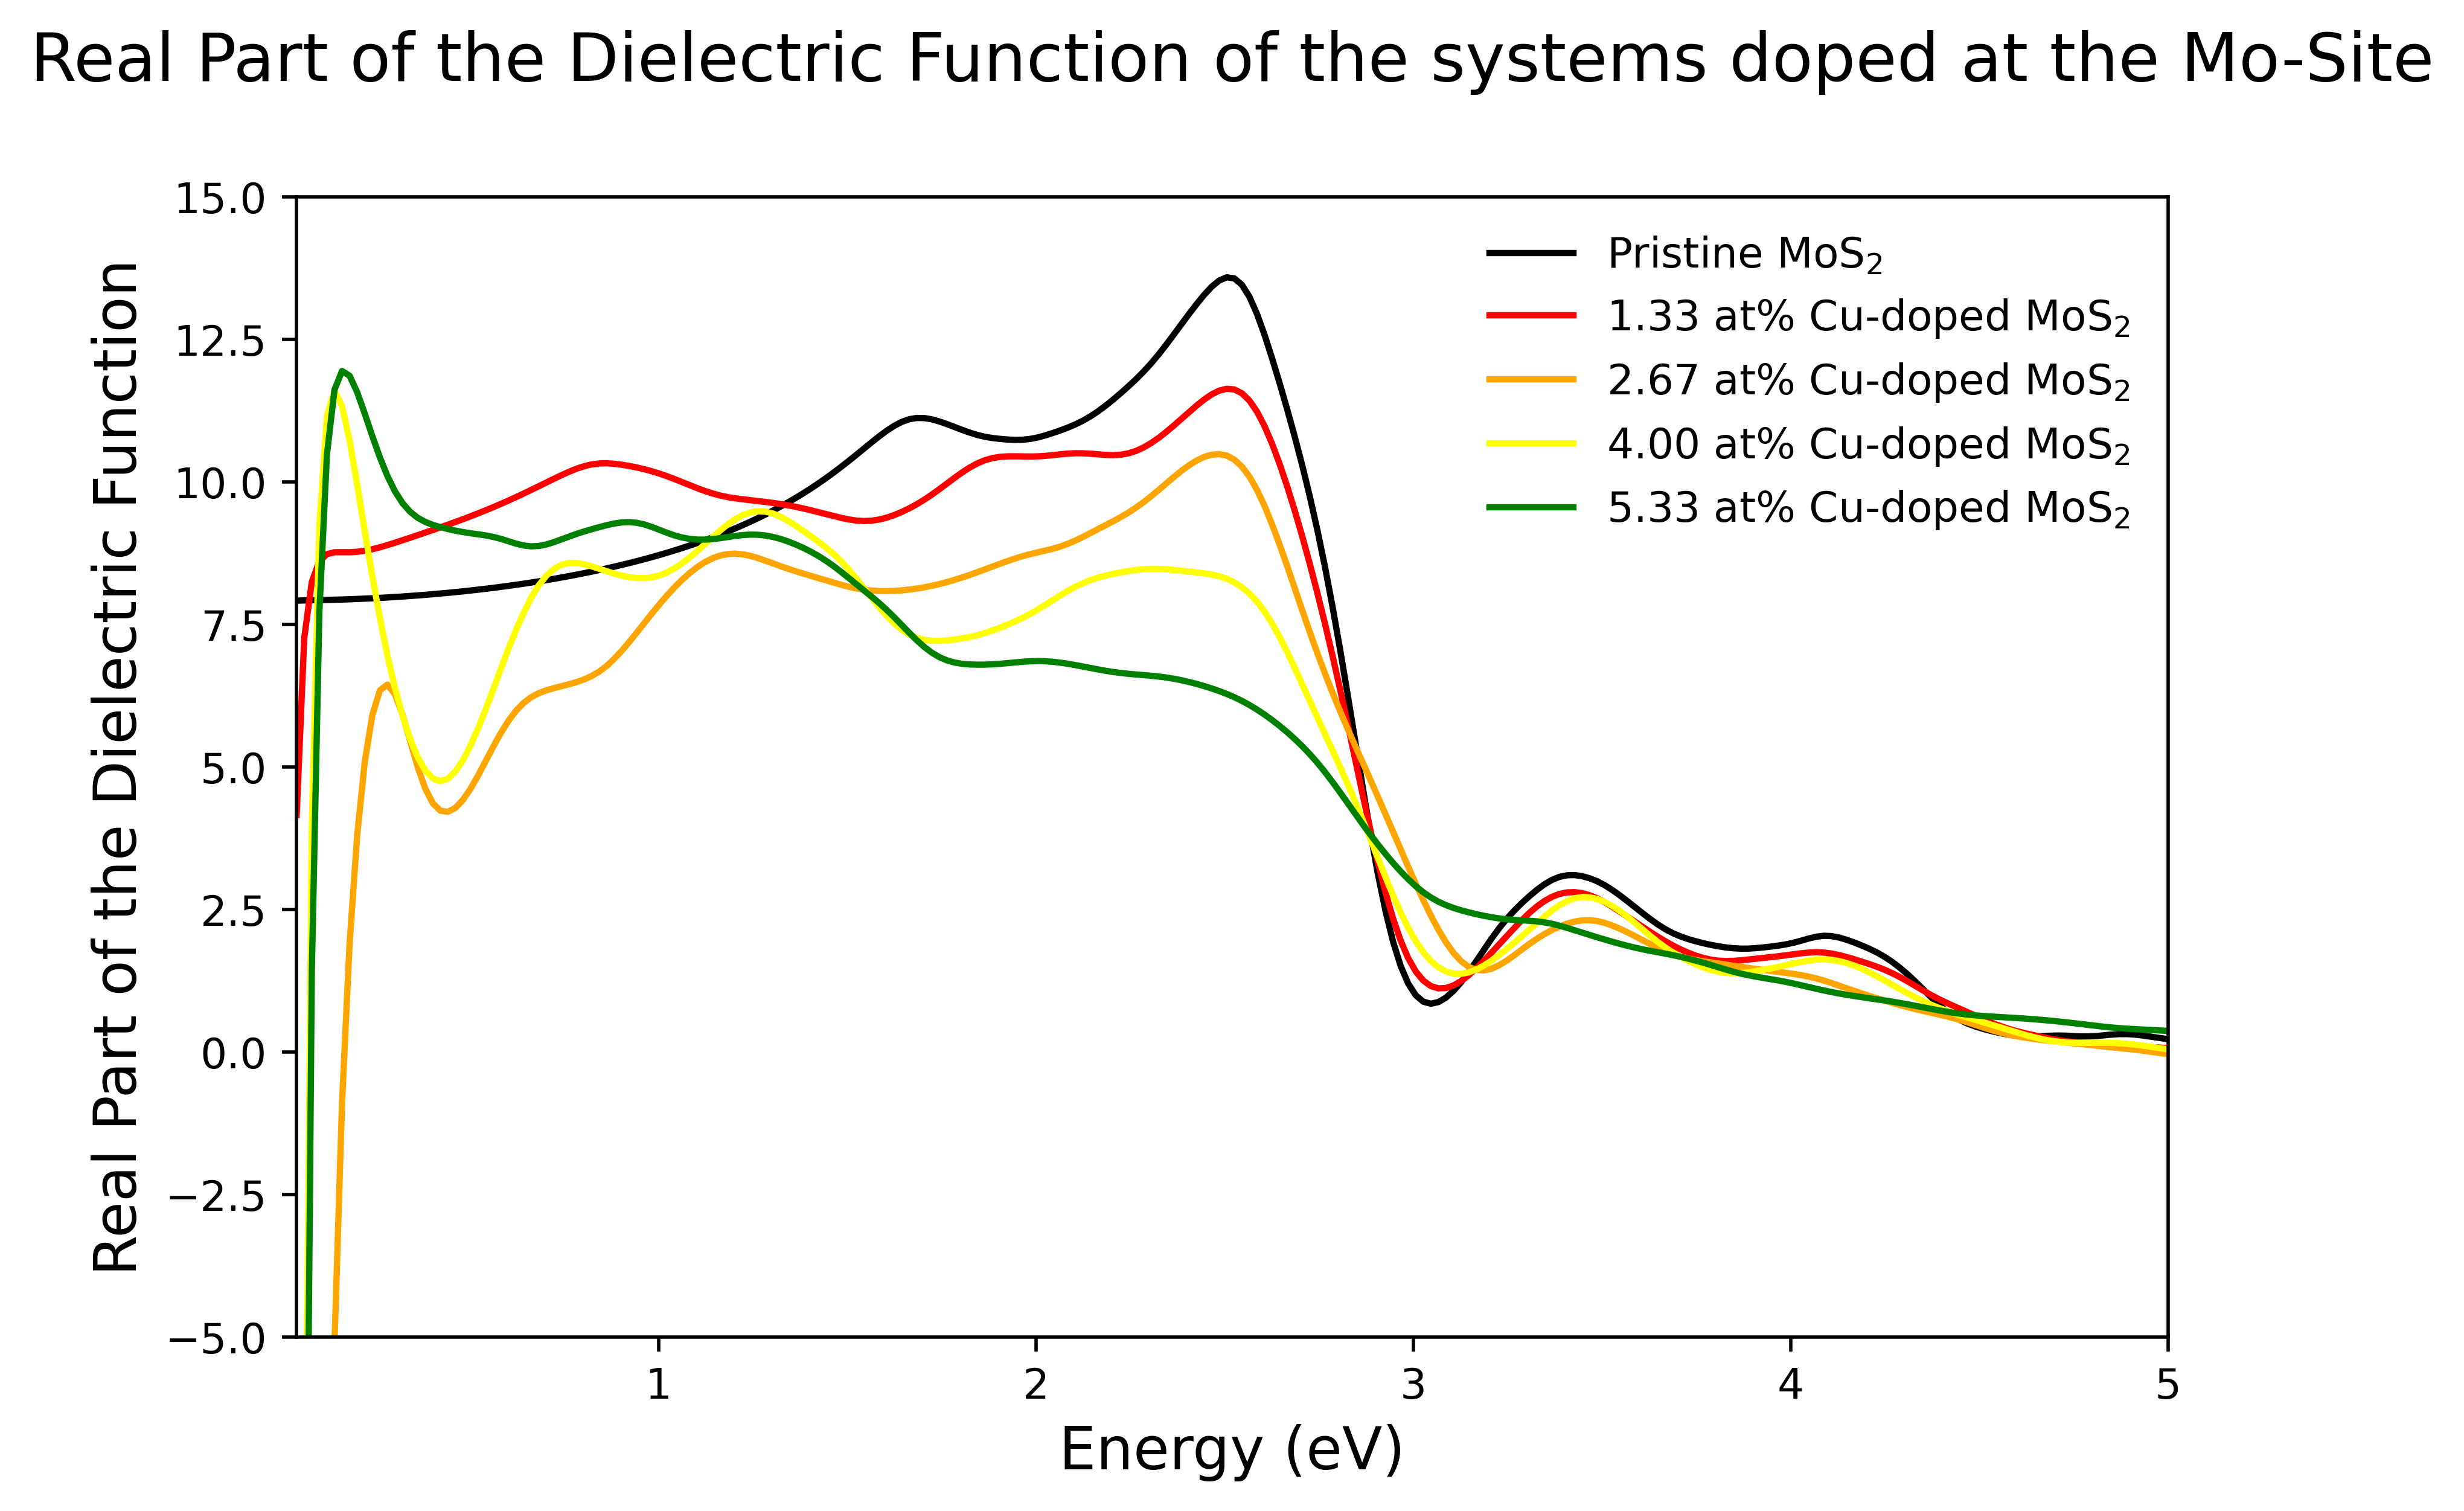 Real Part of the Dielectric Function of the systems doped at the Mo-Site
Real Part of the Dielectric Function
15.0
12.5
10.0
7.5
5.0
2.5
0.0
−2.5
−5.0
Pristine MoS₂
1.33 at% Cu-doped MoS₂
2.67 at% Cu-doped MoS₂
4.00 at% Cu-doped MoS₂
5.33 at% Cu-doped MoS₂
1 2 3 4 5
Energy (eV)